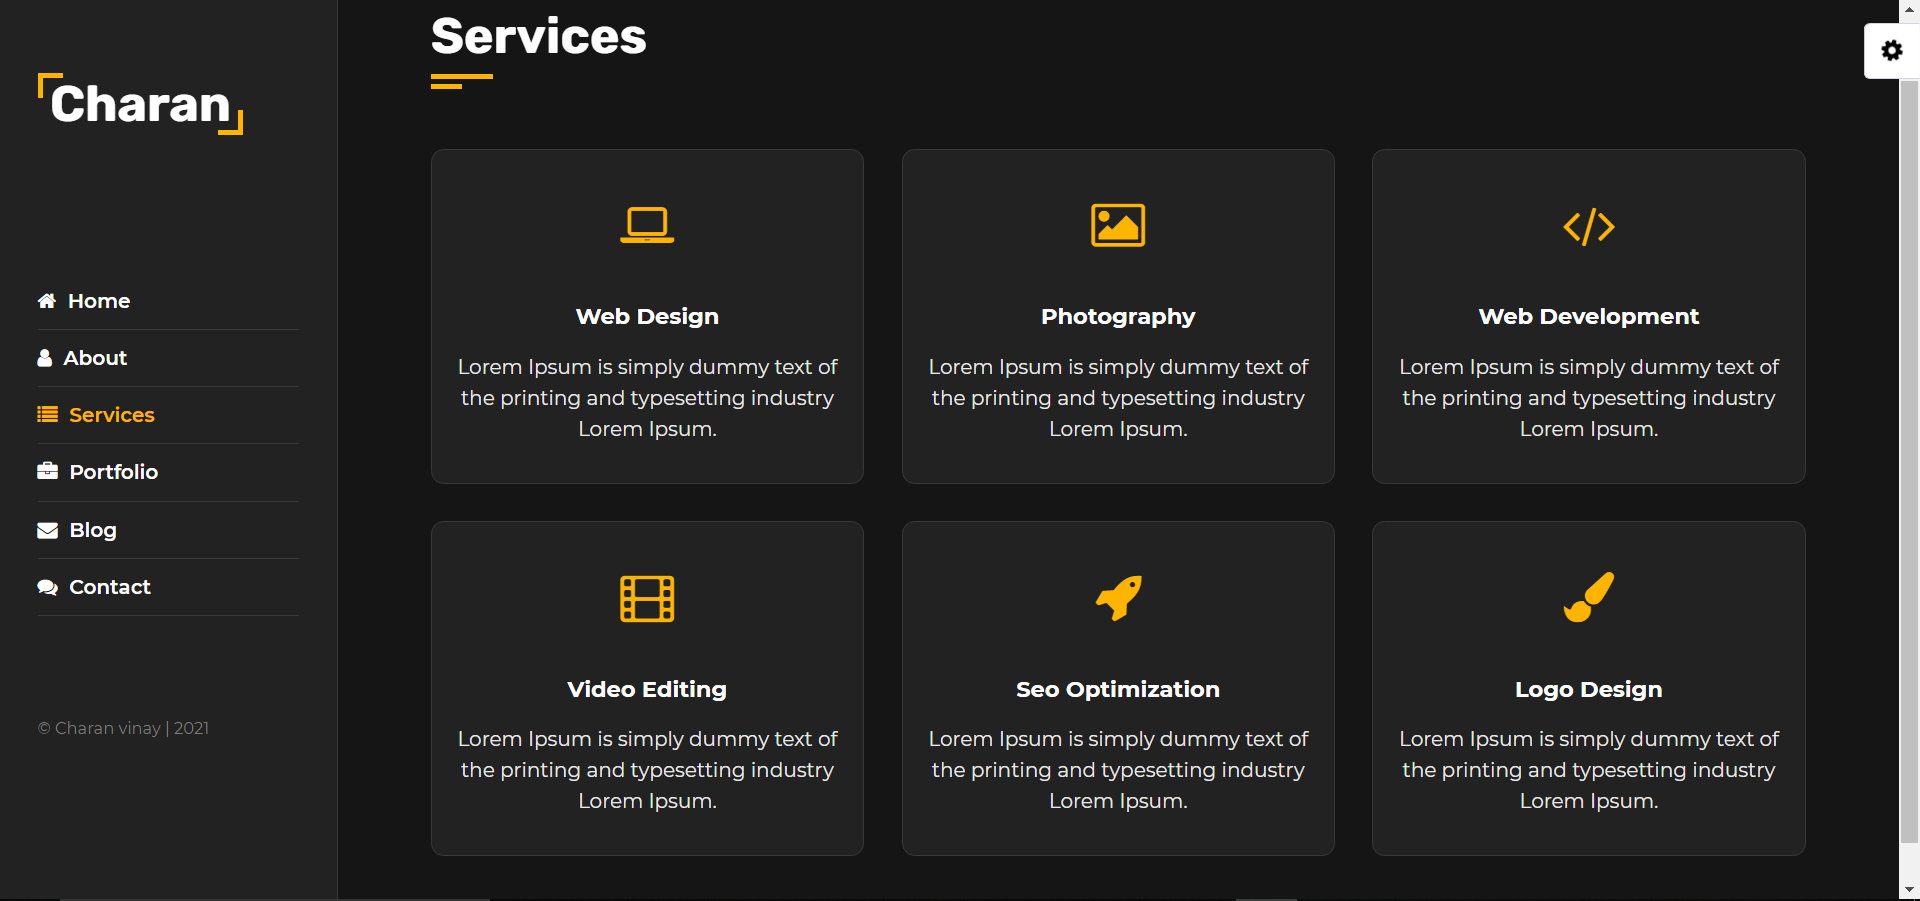 Charan
Home
About
Services
Portfolio
Blog
Contact
© Charan vinay | 2021
Services
Web Design
Lorem Ipsum is simply dummy text of
the printing and typesetting industry
Lorem Ipsum.
Photography
Lorem Ipsum is simply dummy text of
the printing and typesetting industry
Lorem Ipsum.
Web Development
Lorem Ipsum is simply dummy text of
the printing and typesetting industry
Lorem Ipsum.
Video Editing
Lorem Ipsum is simply dummy text of
the printing and typesetting industry
Lorem Ipsum.
Seo Optimization
Lorem Ipsum is simply dummy text of
the printing and typesetting industry
Lorem Ipsum.
Logo Design
Lorem Ipsum is simply dummy text of
the printing and typesetting industry
Lorem Ipsum.